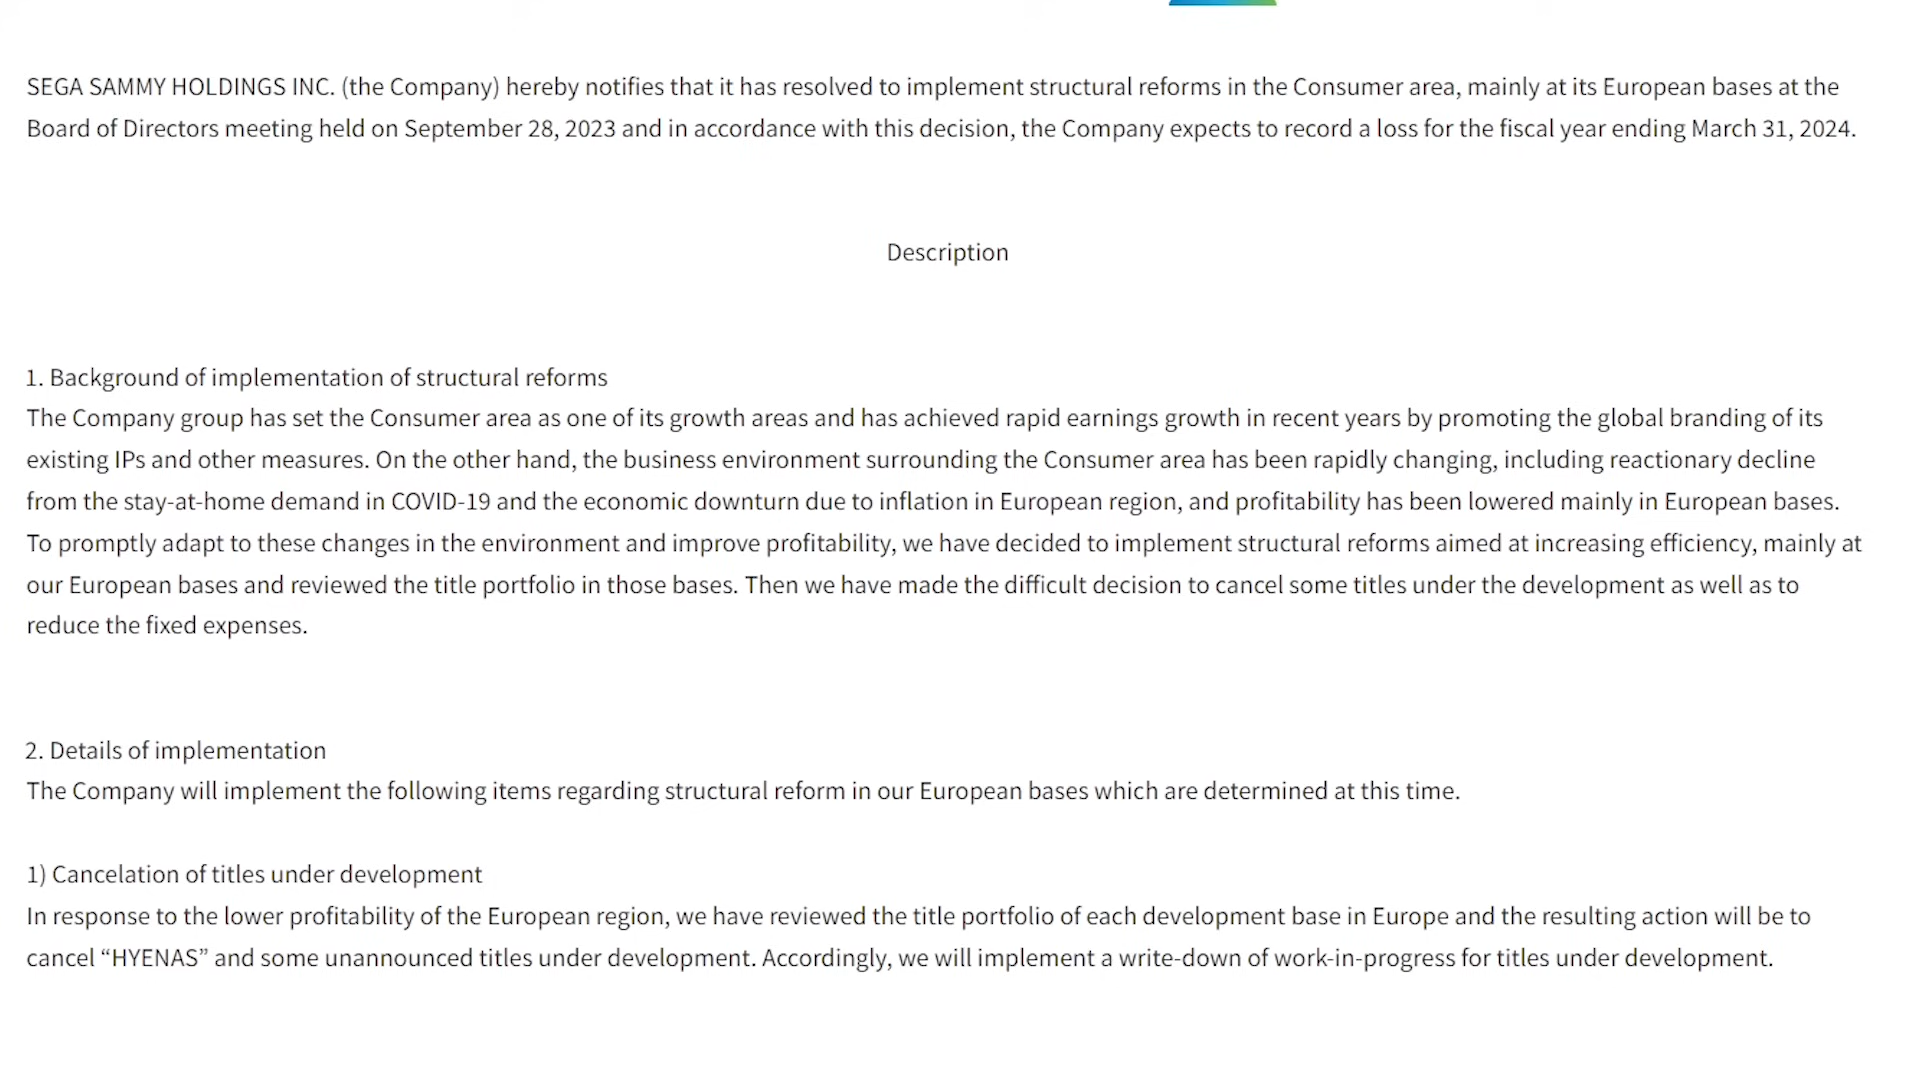 SEGA SAMMY HOLDINGS INC. (the Company) hereby notifies that it has resolved to implement structural reforms in the Consumer area, mainly at its European bases at the
Board of Directors meeting held on September 28, 2023 and in accordance with this decision, the Company expects to record a loss for the fiscal year ending March 31, 2024.
Description
1. Background of implementation of structural reforms
The Company group has set the Consumer area as one of its growth areas and has achieved rapid earnings growth in recent years by promoting the global branding of its
existing IPs and other measures. On the other hand, the business environment surrounding the Consumer area has been rapidly changing, including reactionary decline
from the stay-at-home demand in COVID-19 and the economic downturn due to inflation in European region, and profitability has been lowered mainly in European bases.
To promptly adapt to these changes in the environment and improve profitability, we have decided to implement structural reforms aimed at increasing efficiency, mainly at
our European bases and reviewed the title portfolio in those bases. Then we have made the difficult decision to cancel some titles under the development as well as to
reduce the fixed expenses.
2. Details of implementation
The Company will implement the following items regarding structural reform in our European bases which are determined at this time.
1) Cancelation of titles under development
In response to the lower profitability of the European region, we have reviewed the title portfolio of each development base in Europe and the resulting action will be to
cancel “HYENAS” and some unannounced titles under development. Accordingly, we will implement a write-down of work-in-progress for titles under development.